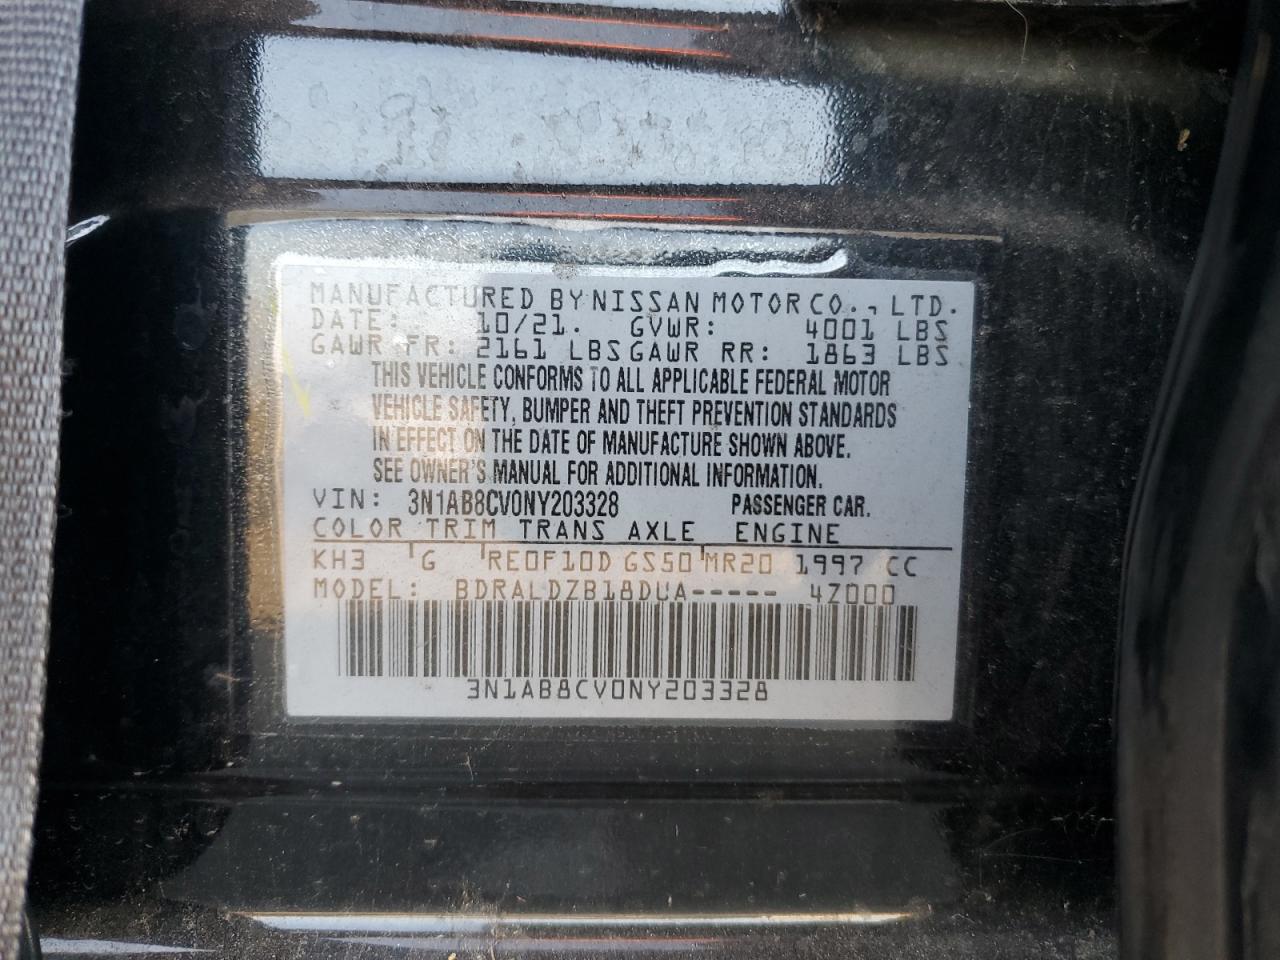 MANUFACTURED BY NISSAN MOTOR CO., LTD.
DATE: 10/21. GVWR: 4001 LBS
GAWR FR: 2161 LBS GAWR RR: 1863 LBS
THIS VEHICLE CONFORMS TO ALL APPLICABLE FEDERAL MOTOR
VEHICLE SAFETY, BUMPER AND THEFT PREVENTION STANDARDS
IN EFFECT ON THE DATE OF MANUFACTURE SHOWN ABOVE.
SEE OWNER'S MANUAL FOR ADDITIONAL INFORMATION.
VIN: 3N1AB8CV0NY203328 PASSENGER CAR.
COLOR TRIM TRANS AXLE ENGINE
KH3 G RE0F10D GS50 MR20 1997 CC
MODEL: BDRALDZB18DUA----- 4Z000
3N1AB8CV0NY203328